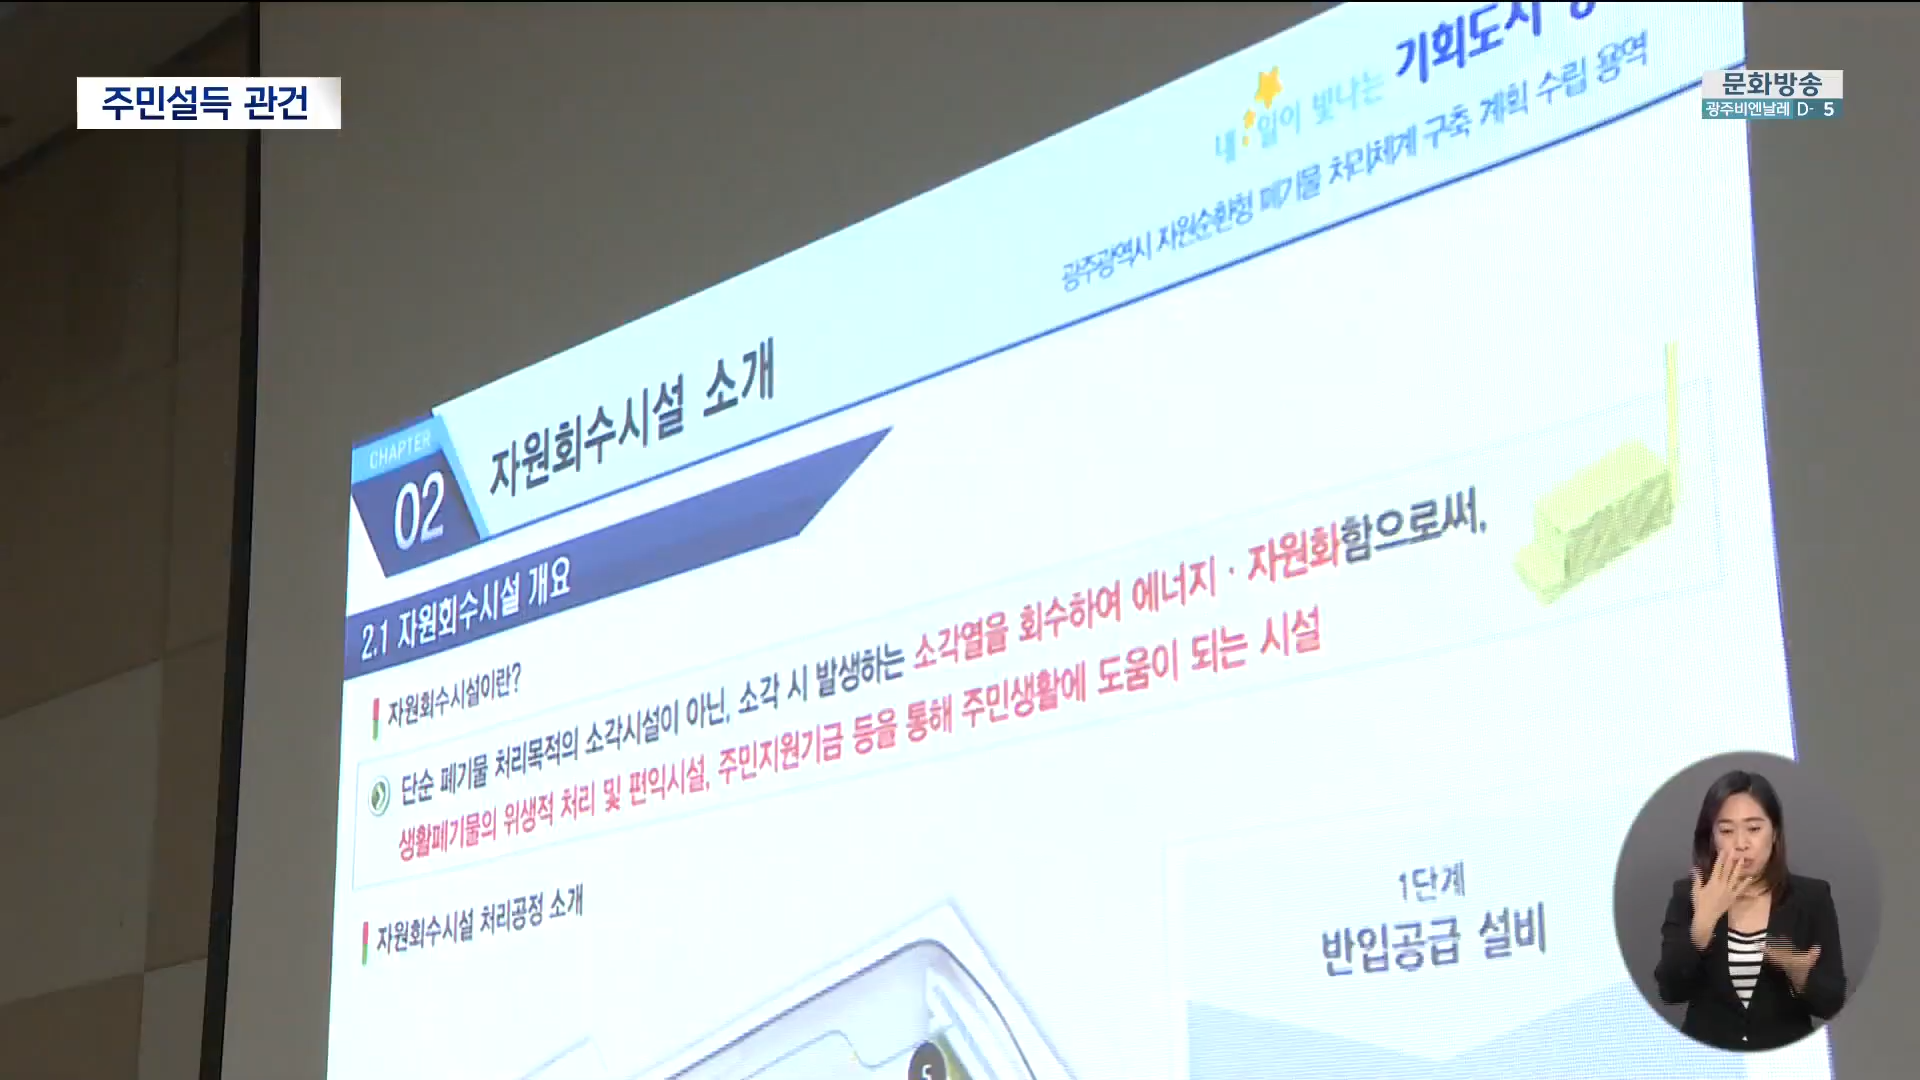 주민설득 관건
문화방송
광주비엔날레 D- 5
기회도시
내☆일이 빛나는
광주광역시 자원순환형 폐기물 처리체계 구축 계획 수립 용역
CHAPTER
02
자원회수시설 소개
2.1 자원회수시설 개요
자원회수시설이란?
단순 폐기물 처리목적의 소각시설이 아닌, 소각 시 발생하는 소각열을 회수하여 에너지 · 자원화함으로써,
생활폐기물의 위생적 처리 및 편익시설, 주민지원기금 등을 통해 주민생활에 도움이 되는 시설
자원회수시설 처리공정 소개
1단계
반입공급 설비
5